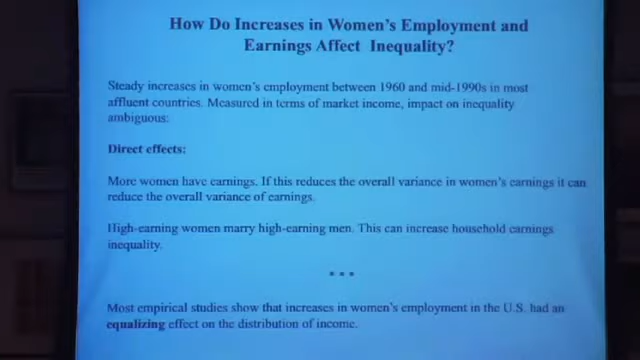 How Do Increases in Women's Employment and
Earnings Affect Inequality?
Steady increases in women's employment between 1960 and mid-1990s in most
affluent countries. Measured in terms of market income, impact on inequality
ambiguous:
Direct effects:
More women have earnings. If this reduces the overall variance in women's earnings it can
reduce the overall variance of earnings.
High-earning women marry high-earning men. This can increase household earnings
inequality.
* * *
Most empirical studies show that increases in women's employment in the U.S. had an
equalizing effect on the distribution of income.